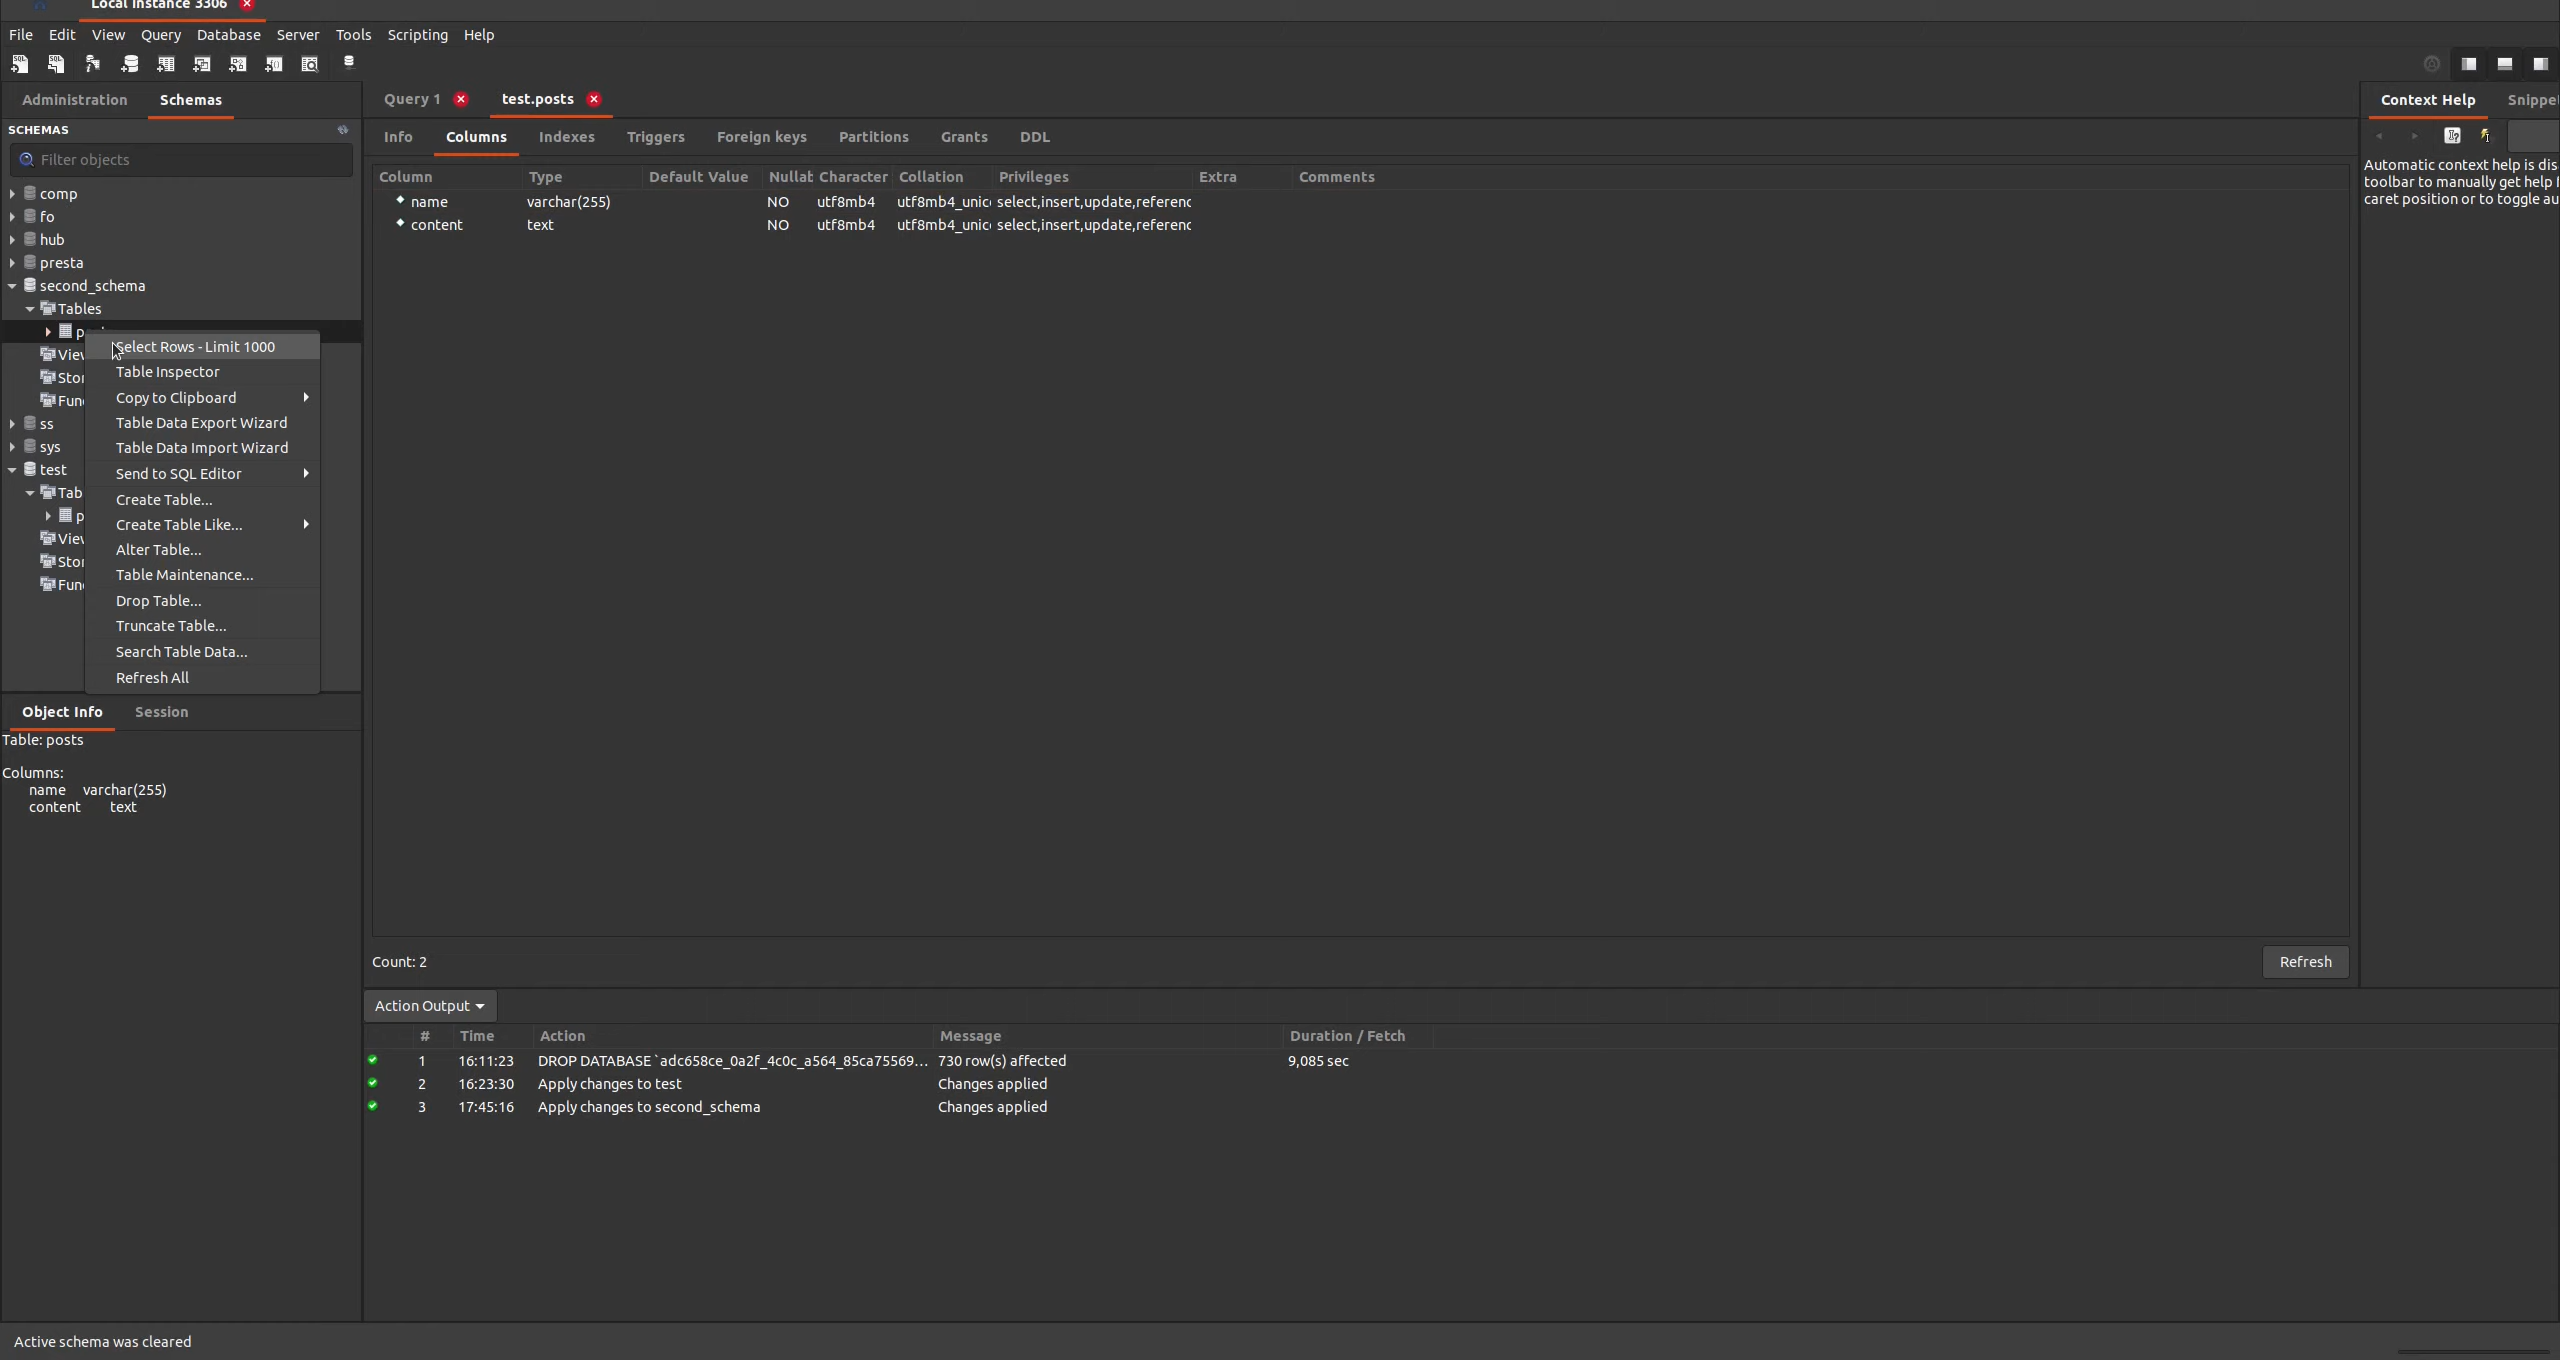 Local instance 3306
File Edit View Query Database Server Tools Scripting Help
Administration Schemas
SCHEMAS
Filter objects
comp
fo
hub
presta
second_schema
Tables
Select Rows - Limit 1000
Table Inspector
Copy to Clipboard
Table Data Export Wizard
Table Data Import Wizard
Send to SQL Editor
Create Table...
Create Table Like...
Alter Table...
Table Maintenance...
Drop Table...
Truncate Table...
Search Table Data...
Refresh All
ss
sys
test
Object Info Session
Table: posts
Columns:
name varchar(255)
content text
Query 1 test.posts
Info Columns Indexes Triggers Foreign keys Partitions Grants DDL
Column Type Default Value Nullat Character Collation Privileges Extra Comments
name varchar(255) NO utf8mb4 utf8mb4_unic select,insert,update,referenc
content text NO utf8mb4 utf8mb4_unic select,insert,update,referenc
Count: 2 Refresh
Action Output
# Time Action Message Duration / Fetch
1 16:11:23 DROP DATABASE `adc658ce_0a2f_4c0c_a564_85ca75569... 730 row(s) affected 9,085 sec
2 16:23:30 Apply changes to test Changes applied
3 17:45:16 Apply changes to second_schema Changes applied
Context Help Snippe
Automatic context help is dis
toolbar to manually get help
caret position or to toggle au
Active schema was cleared